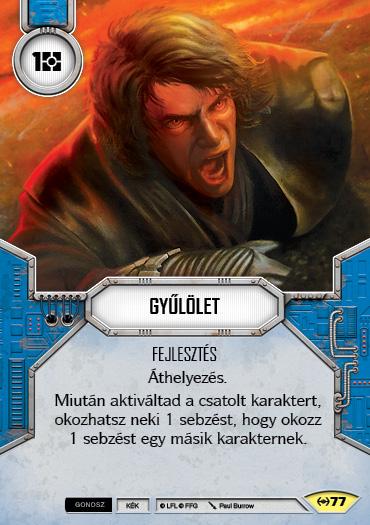 1
GYŰLÖLET
FEJLESZTÉS
Áthelyezés.
Miután aktiváltad a csatolt karaktert,
okozhatsz neki 1 sebzést, hogy okozz
1 sebzést egy másik karakternek.
GONOSZ KÉK © LFL © FFG Paul Burrow 77